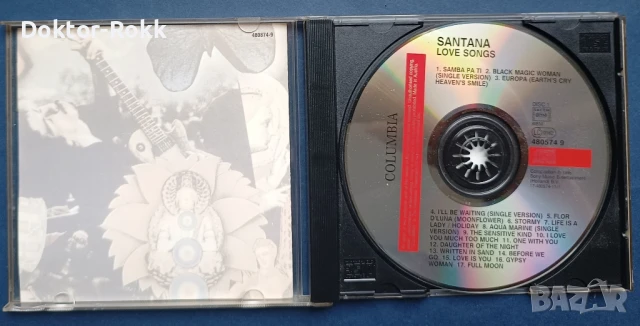 Doktor-Rokk
488574-9
SANTANA
LOVE SONGS
1. SAMBA PA TI 2. BLACK MAGIC WOMAN
(SINGLE VERSION) 3. EUROPA (EARTH'S CRY
HEAVEN'S SMILE)
COLUMBIA
488574 9
4. I'LL BE WAITING (SINGLE VERSION) 5. FLOR
D'LUNA (MOONFLOWER) 6. STORMY 7. LIFE IS A
LADY / HOLIDAY 8. AQUA MARINE (SINGLE
VERSION) 9. THE SENSITIVE KIND 10. I LOVE
YOU MUCH TOO MUCH 11. ONE WITH YOU
12. DAUGHTER OF THE NIGHT
13. WRITTEN IN SAND 14. BEFORE WE
GO 15. LOVE IS YOU 16. GYPSY
WOMAN 17. FULL MOON
BAZAR